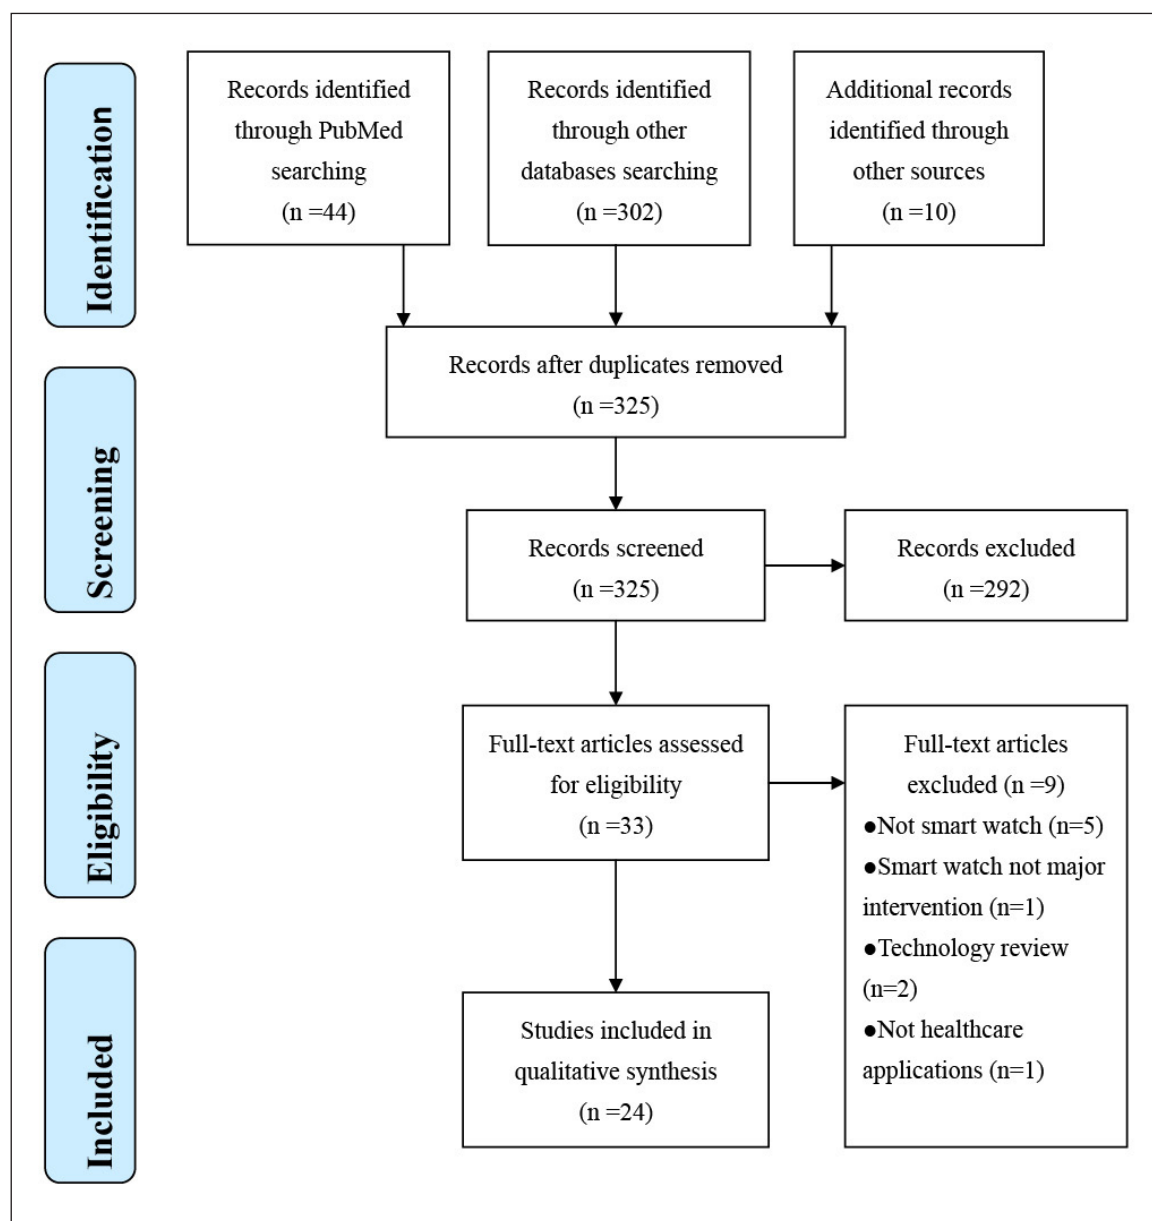 Identification
Records identified
through PubMed
searching
(n =44)
Records identified
through other
databases searching
(n =302)
Additional records
identified through
other sources
(n =10)
Records after duplicates removed
(n =325)
Screening
Records screened
(n =325)
Records excluded
(n =292)
Eligibility
Full-text articles assessed
for eligibility
(n =33)
Full-text articles
excluded (n =9)
●Not smart watch (n=5)
●Smart watch not major
intervention (n=1)
●Technology review
(n=2)
●Not healthcare
applications (n=1)
Included
Studies included in
qualitative synthesis
(n =24)